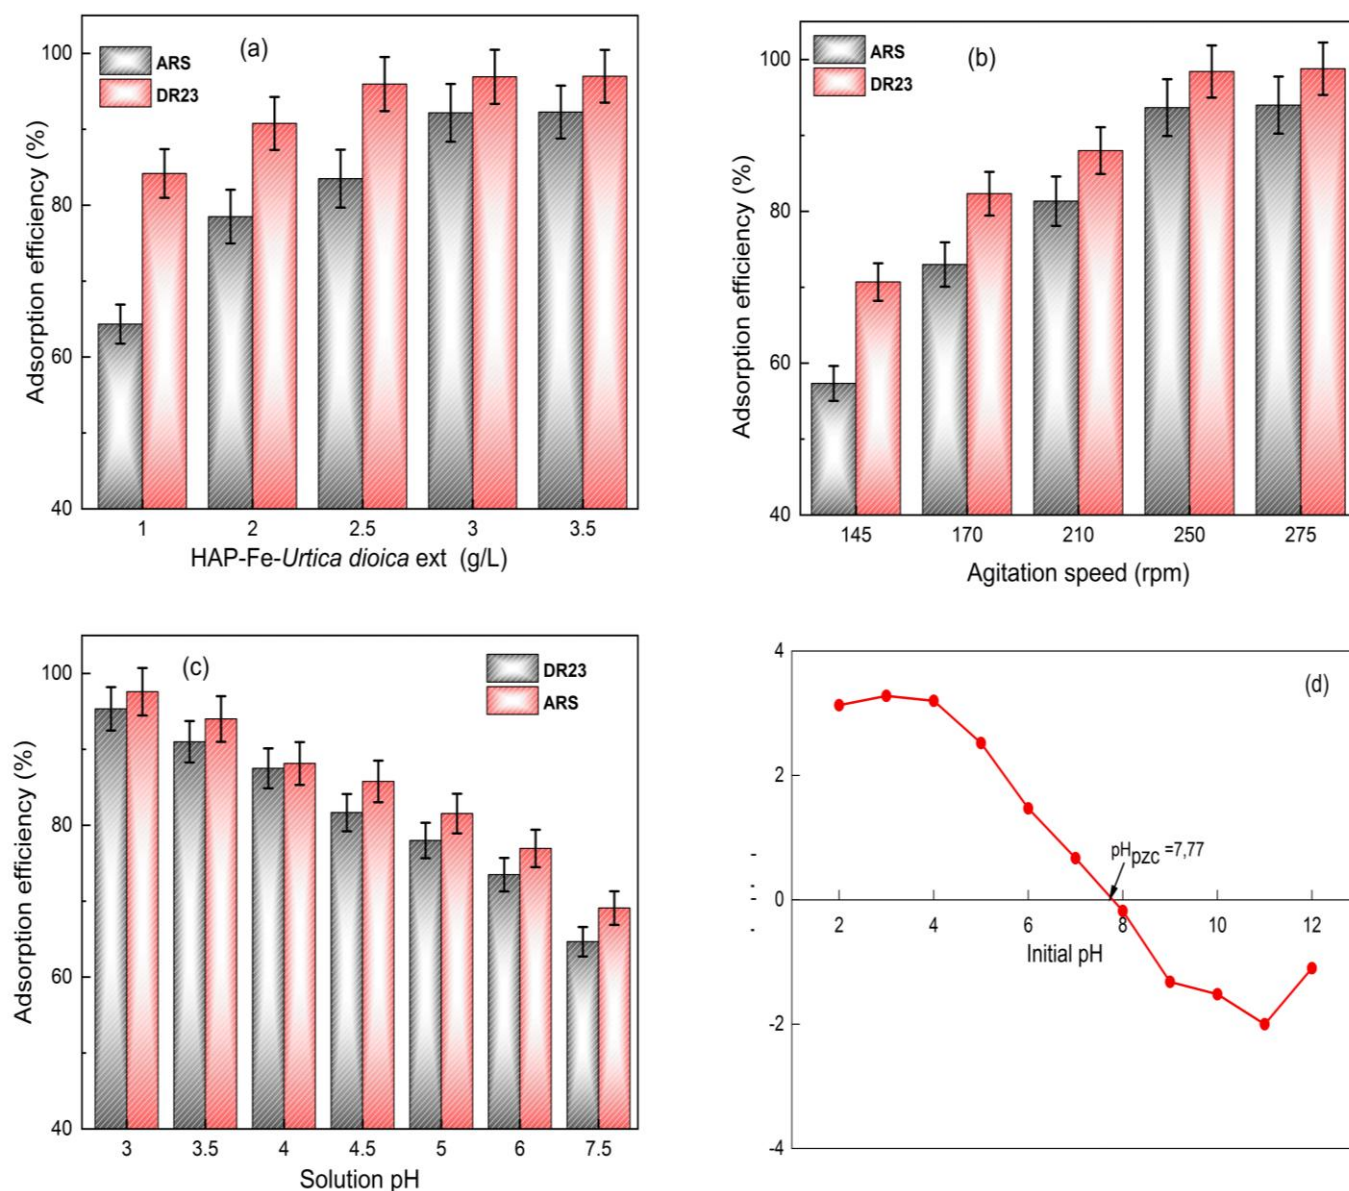 (a)
ARS
DR23
100
80
60
40
Adsorption efficiency (%)
1 2 2.5 3 3.5
HAP-Fe-Urtica dioica ext (g/L)
(b)
ARS
DR23
100
80
60
40
Adsorption efficiency (%)
145 170 210 250 275
Agitation speed (rpm)
(c)
DR23
ARS
100
80
60
40
Adsorption efficiency (%)
3 3.5 4 4.5 5 6 7.5
Solution pH
(d)
4
2
0
-2
-4
pHpzc =7,77
2 4 6 8 10 12
Initial pH